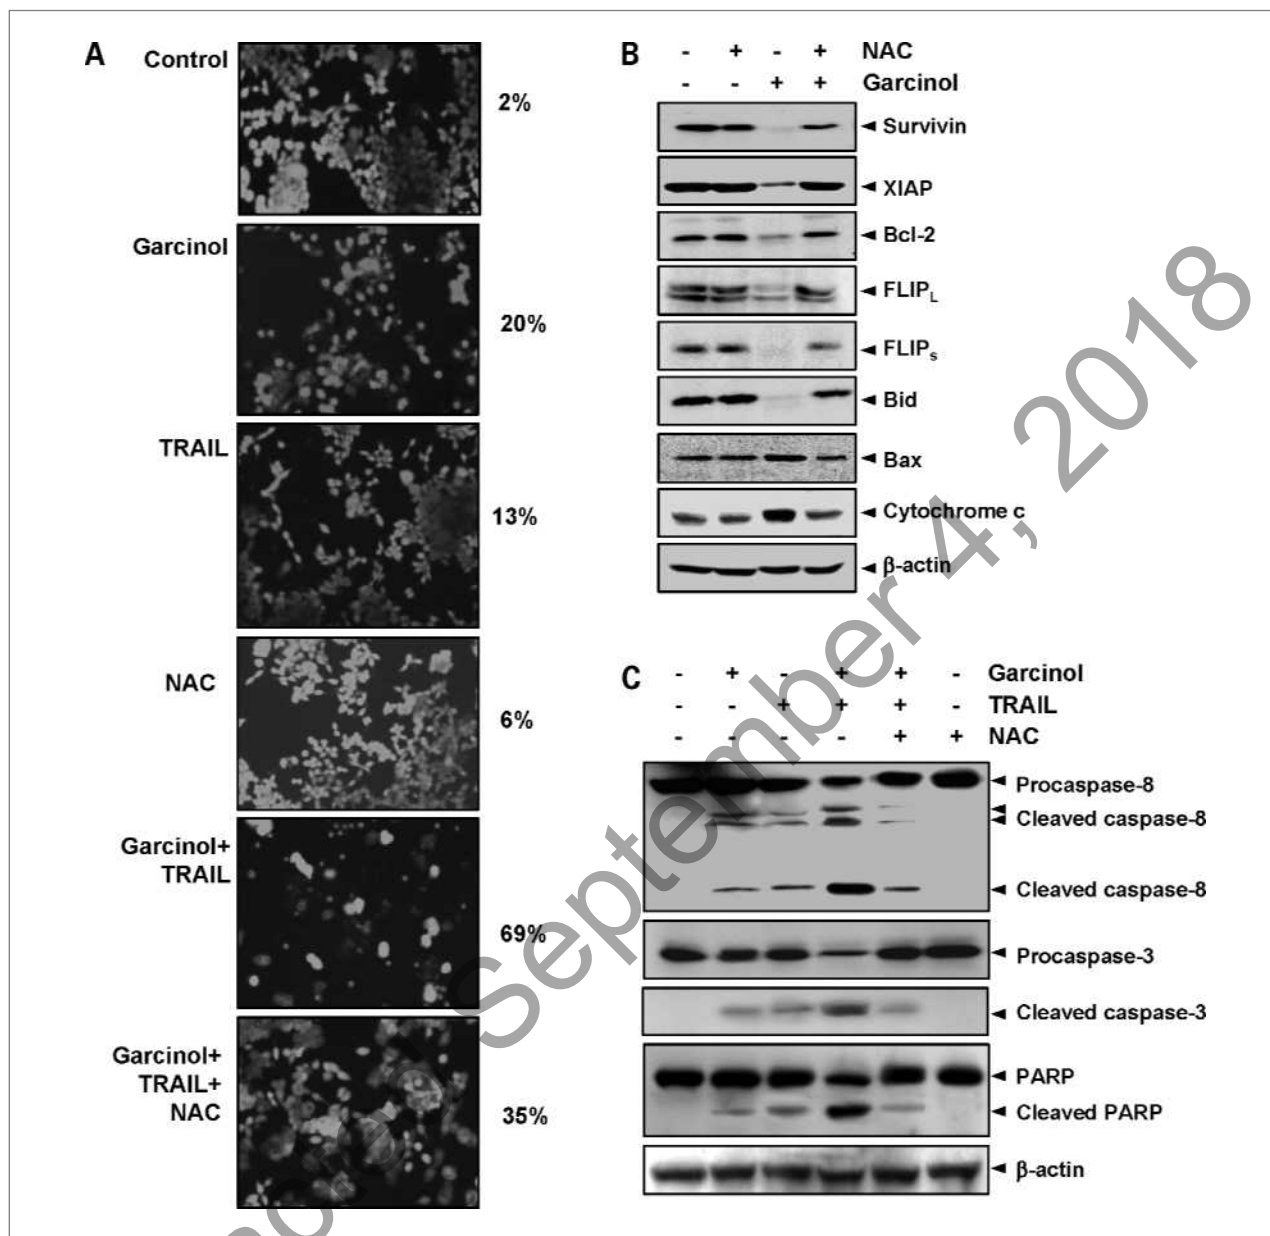 A
Control
2%
Garcinol
20%
TRAIL
13%
NAC
6%
Garcinol+
TRAIL
69%
Garcinol+
TRAIL+
NAC
35%
B
- + - + NAC
- - + + Garcinol
Survivin
XIAP
Bcl-2
FLIPL
FLIPs
Bid
Bax
Cytochrome c
β-actin
C
- + - + + - Garcinol
- - + + + - TRAIL
- - - - + + NAC
Procaspase-8
Cleaved caspase-8
Cleaved caspase-8
Procaspase-3
Cleaved caspase-3
PARP
Cleaved PARP
β-actin
September 4, 2018